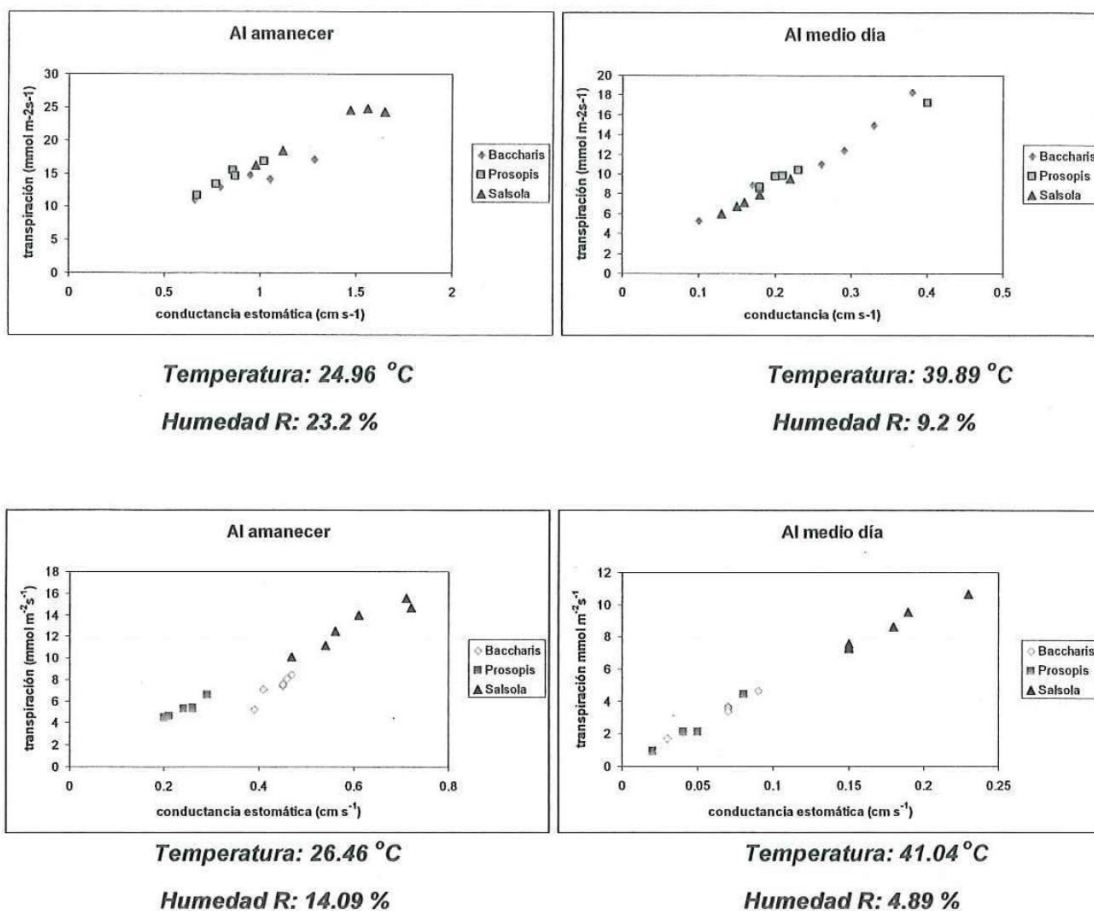 Al amanecer
transpiración (mmol m-2s-1)
30
25
20
15
10
5
0
0 0.5 1 1.5 2
conductancia estomática (cm s-1)
Baccharis
Prosopis
Salsola
Al medio día
transpiración (mmol m-2s-1)
20
18
16
14
12
10
8
6
4
2
0
0 0.1 0.2 0.3 0.4 0.5
conductancia (cm s-1)
Baccharis
Prosopis
Salsola
Temperatura: 24.96 °C
Humedad R: 23.2 %
Temperatura: 39.89 °C
Humedad R: 9.2 %
Al amanecer
transpiración (mmol m⁻²s⁻¹)
18
16
14
12
10
8
6
4
2
0
0 0.2 0.4 0.6 0.8
conductancia estomática (cm s⁻¹)
Baccharis
Prosopis
Salsola
Al medio día
transpiración mmol m⁻²s⁻¹
12
10
8
6
4
2
0
0 0.05 0.1 0.15 0.2 0.25
conductancia estomática (cm s⁻¹)
Baccharis
Prosopis
Salsola
Temperatura: 26.46 °C
Humedad R: 14.09 %
Temperatura: 41.04 °C
Humedad R: 4.89 %